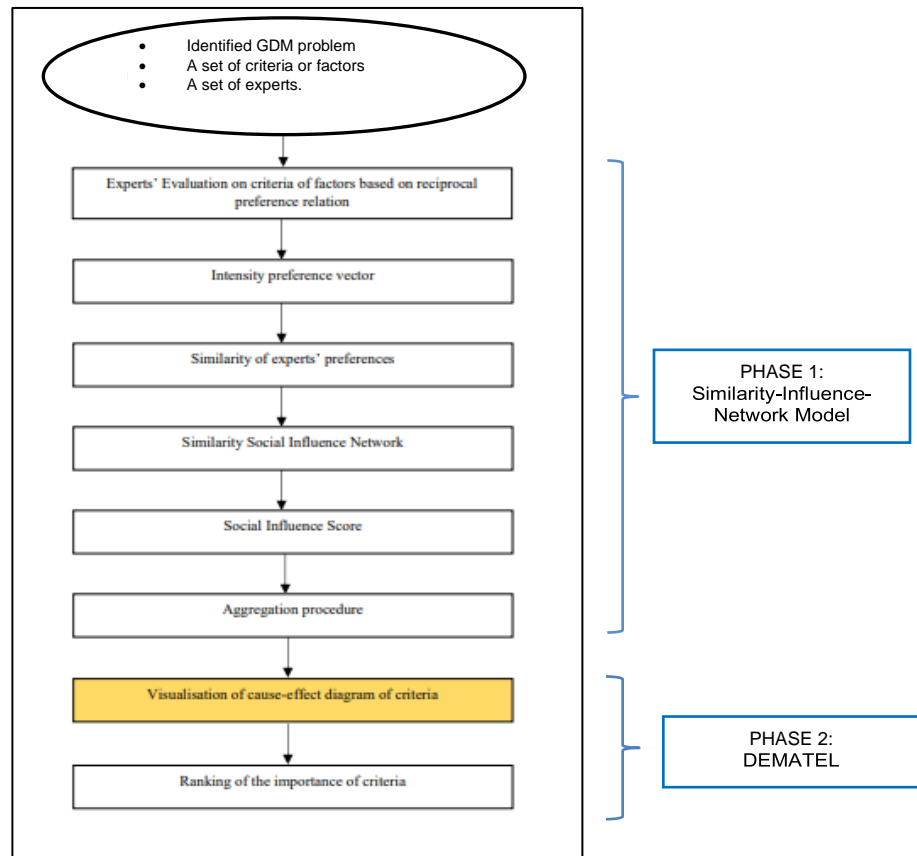 • Identified GDM problem
• A set of criteria or factors
• A set of experts.
Experts' Evaluation on criteria of factors based on reciprocal
preference relation
Intensity preference vector
Similarity of experts' preferences
Similarity Social Influence Network
Social Influence Score
Aggregation procedure
Visualisation of cause-effect diagram of criteria
Ranking of the importance of criteria
PHASE 1:
Similarity-Influence-
Network Model
PHASE 2:
DEMATEL